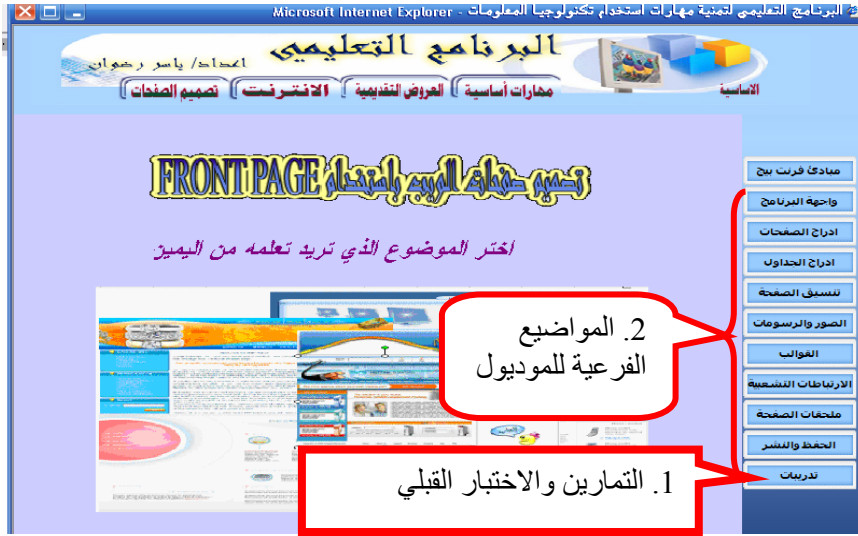 البرنامج التعليمي لتمنية مهارات استخدام تكنولوجيا المعلومات - Microsoft Internet Explorer
البرنامج التعليمي
اعداد/ ياسر رضوان
الاساسية
مهارات أساسية
العروض التقديمية
الانترنت
تصميم الصفحات
تصميم صفحات الويب باستخدام FRONT PAGE
اختر الموضوع الذي تريد تعلمه من اليمين
مبادئ فرنت بيج
واجهة البرنامج
ادراج الصفحات
ادراج الجداول
تنسيق الصفحة
الصور والرسومات
القوالب
الارتباطات التشعبية
ملحقات الصفحة
الحفظ والنشر
تدريبات
2. المواضيع
الفرعية للموديول
1. التمارين والاختبار القبلي